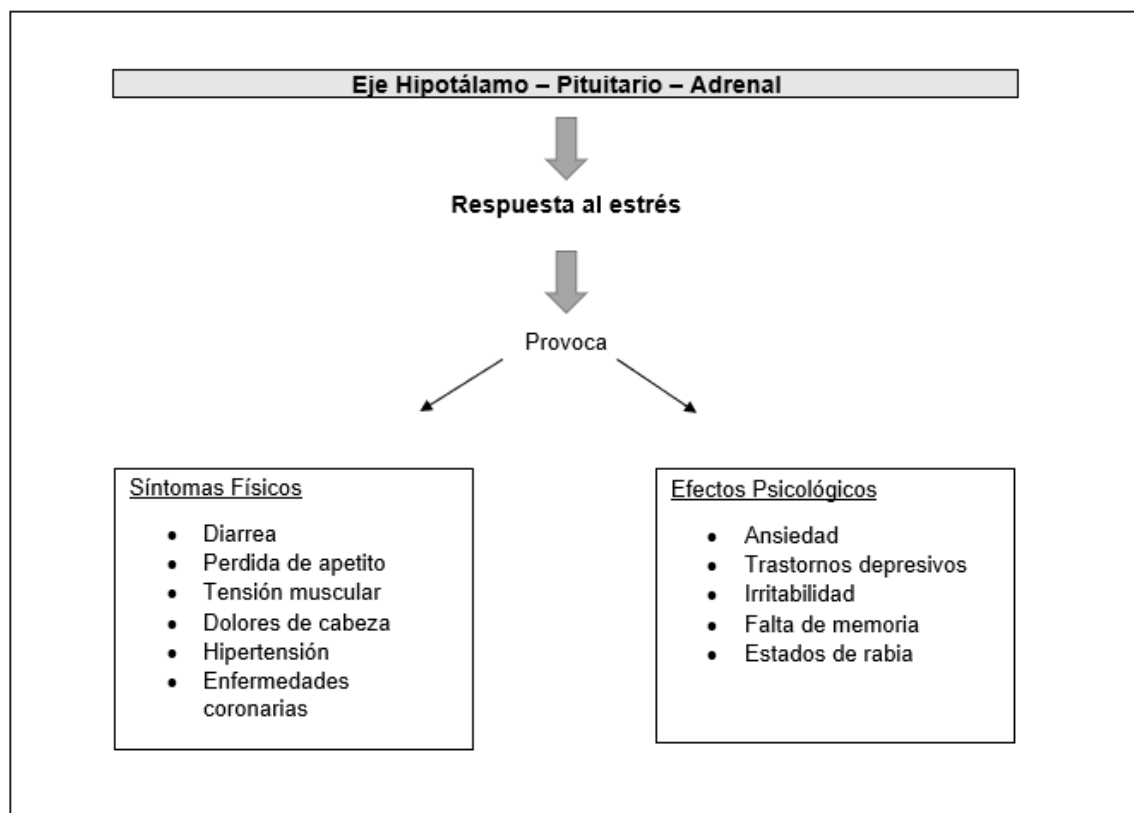 Eje Hipotálamo – Pituitario – Adrenal
Respuesta al estrés
Provoca
Síntomas Físicos
• Diarrea
• Perdida de apetito
• Tensión muscular
• Dolores de cabeza
• Hipertensión
• Enfermedades
coronarias
Efectos Psicológicos
• Ansiedad
• Trastornos depresivos
• Irritabilidad
• Falta de memoria
• Estados de rabia